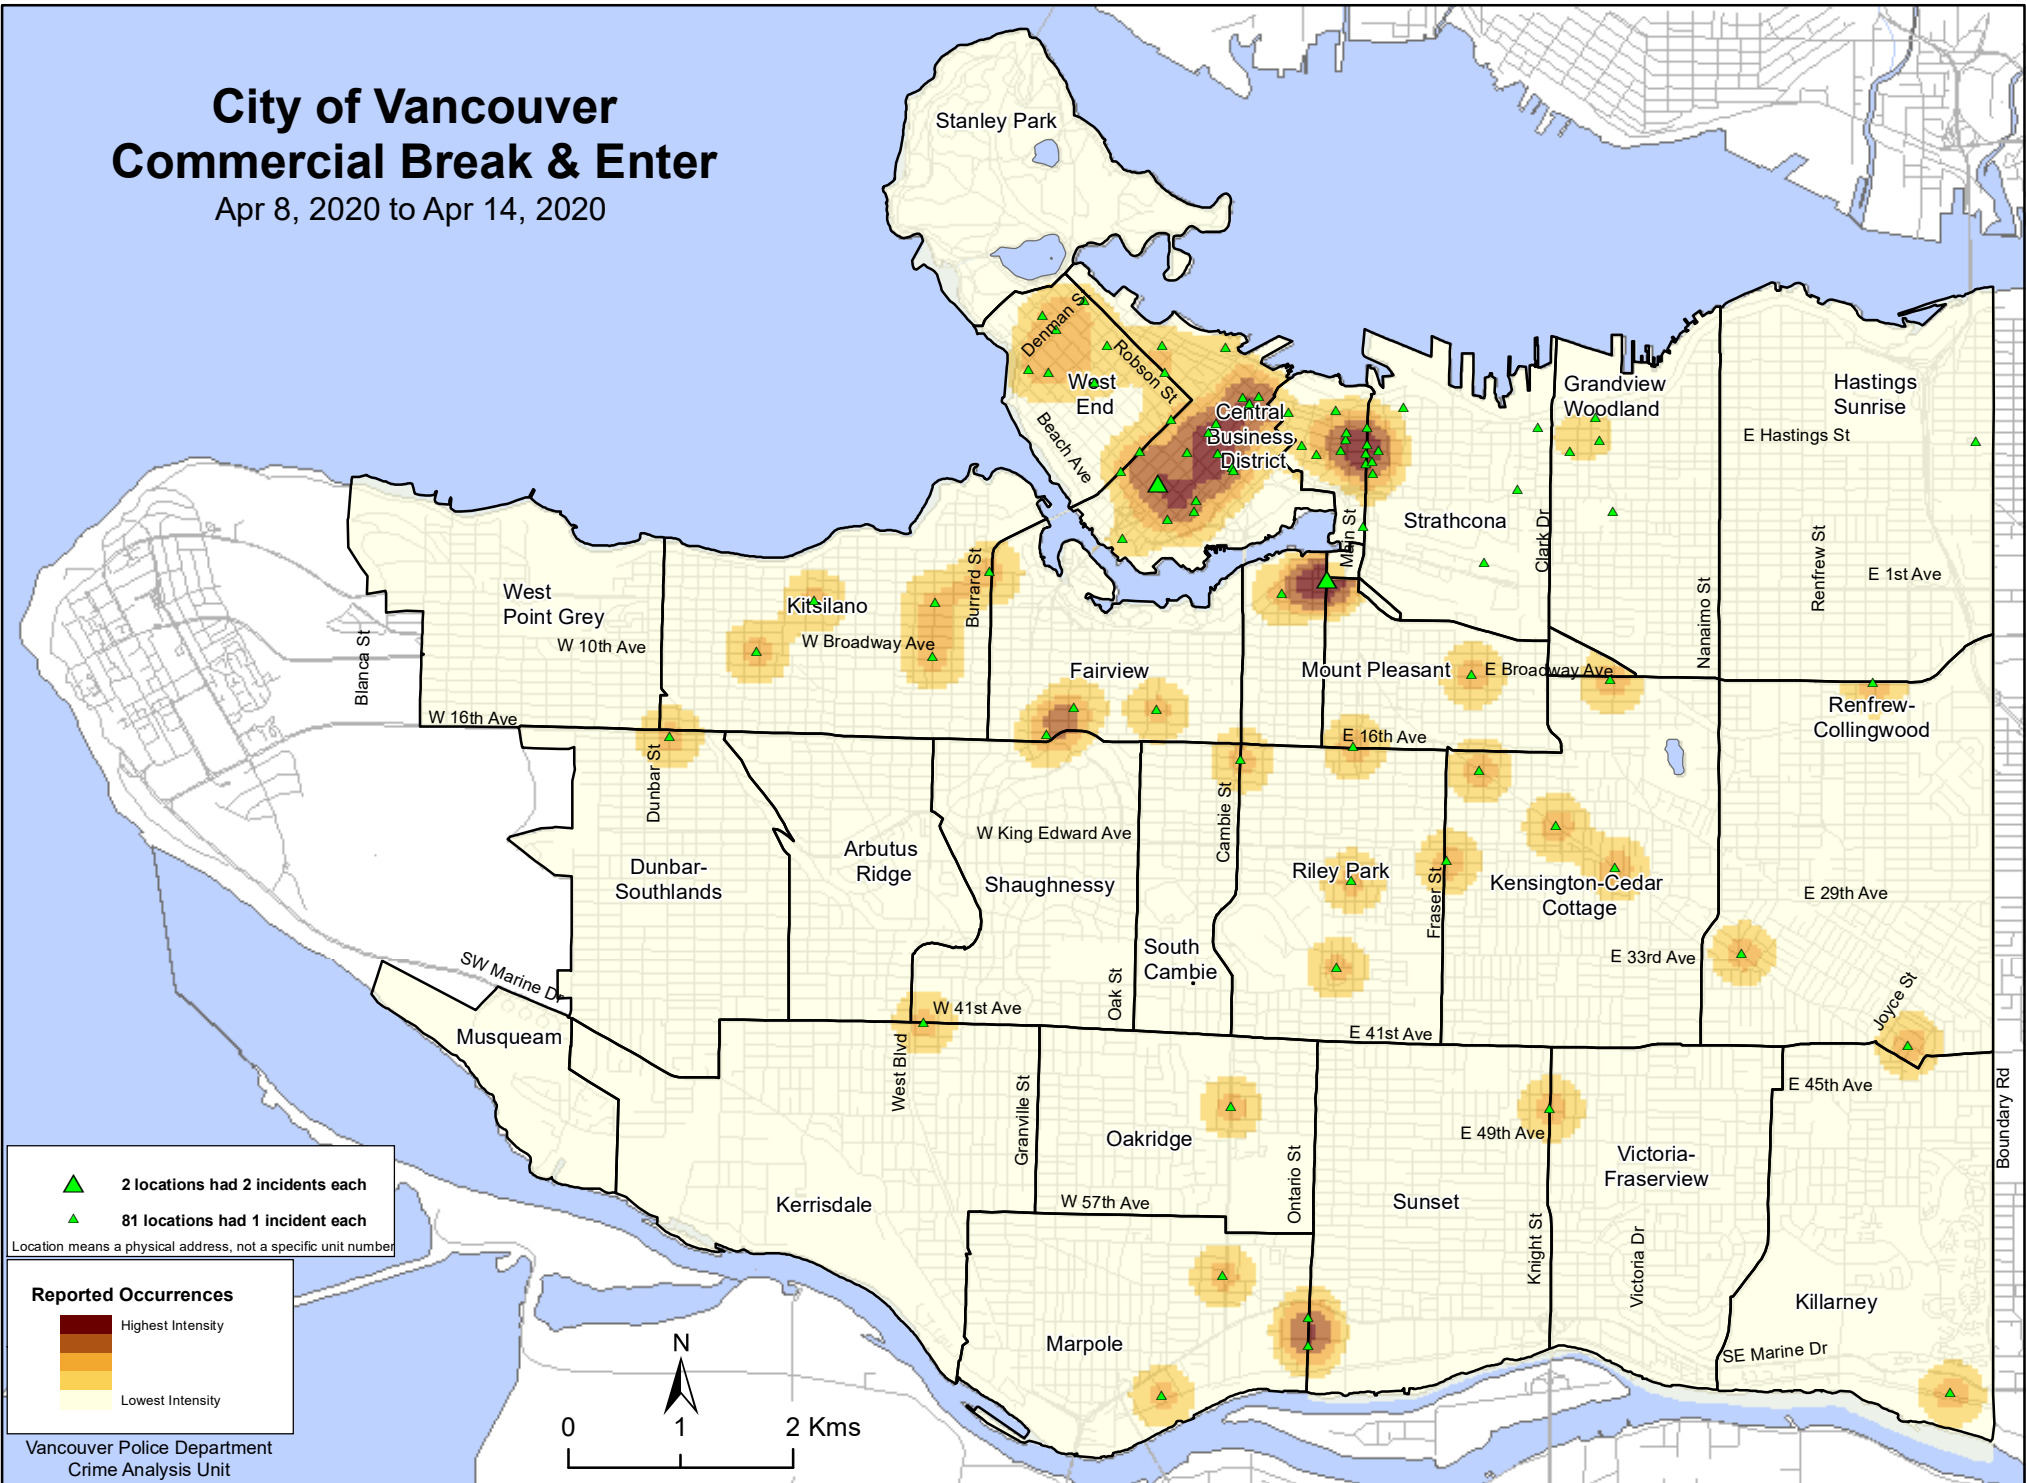 City of Vancouver
Commercial Break & Enter
Apr 8, 2020 to Apr 14, 2020
Stanley Park
Denman St
Robson St
West
End
Beach Ave
Central
Business
District
Grandview
Woodland
Hastings
Sunrise
E Hastings St
Strathcona
Main St
Clark Dr
Nanaimo St
Renfrew St
E 1st Ave
West
Point Grey
W 10th Ave
Blanca St
W 16th Ave
Kitsilano
W Broadway Ave
Burrard St
Fairview
Mount Pleasant
E Broadway Ave
E 16th Ave
Renfrew-
Collingwood
Dunbar St
Dunbar-
Southlands
Arbutus
Ridge
W King Edward Ave
Shaughnessy
Cambie St
South
Cambie
Oak St
Riley Park
Fraser St
Kensington-Cedar
Cottage
E 29th Ave
E 33rd Ave
Joyce St
SW Marine Dr
Musqueam
W 41st Ave
E 41st Ave
West Blvd
Granville St
E 45th Ave
Boundary Rd
Oakridge
E 49th Ave
Ontario St
W 57th Ave
Kerrisdale
Sunset
Victoria-
Fraserview
Knight St
Victoria Dr
Killarney
Marpole
SE Marine Dr
2 locations had 2 incidents each
81 locations had 1 incident each
Location means a physical address, not a specific unit number
Reported Occurrences
Highest Intensity
Lowest Intensity
Vancouver Police Department
Crime Analysis Unit
N
0 1 2 Kms